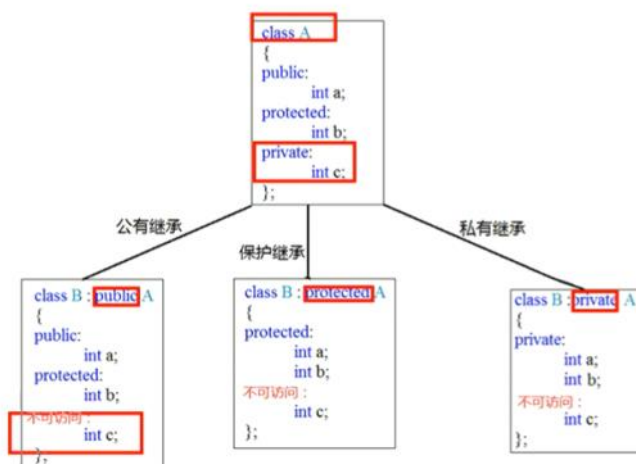 class A
{
public:
int a;
protected:
int b;
private:
int c;
};
公有继承
保护继承
私有继承
class B : public A
{
public:
int a;
protected:
int b;
不可访问：
int c;
};
class B : protected A
{
protected:
int a;
int b;
不可访问：
int c;
};
class B : private A
{
private:
int a;
int b;
不可访问：
int c;
};